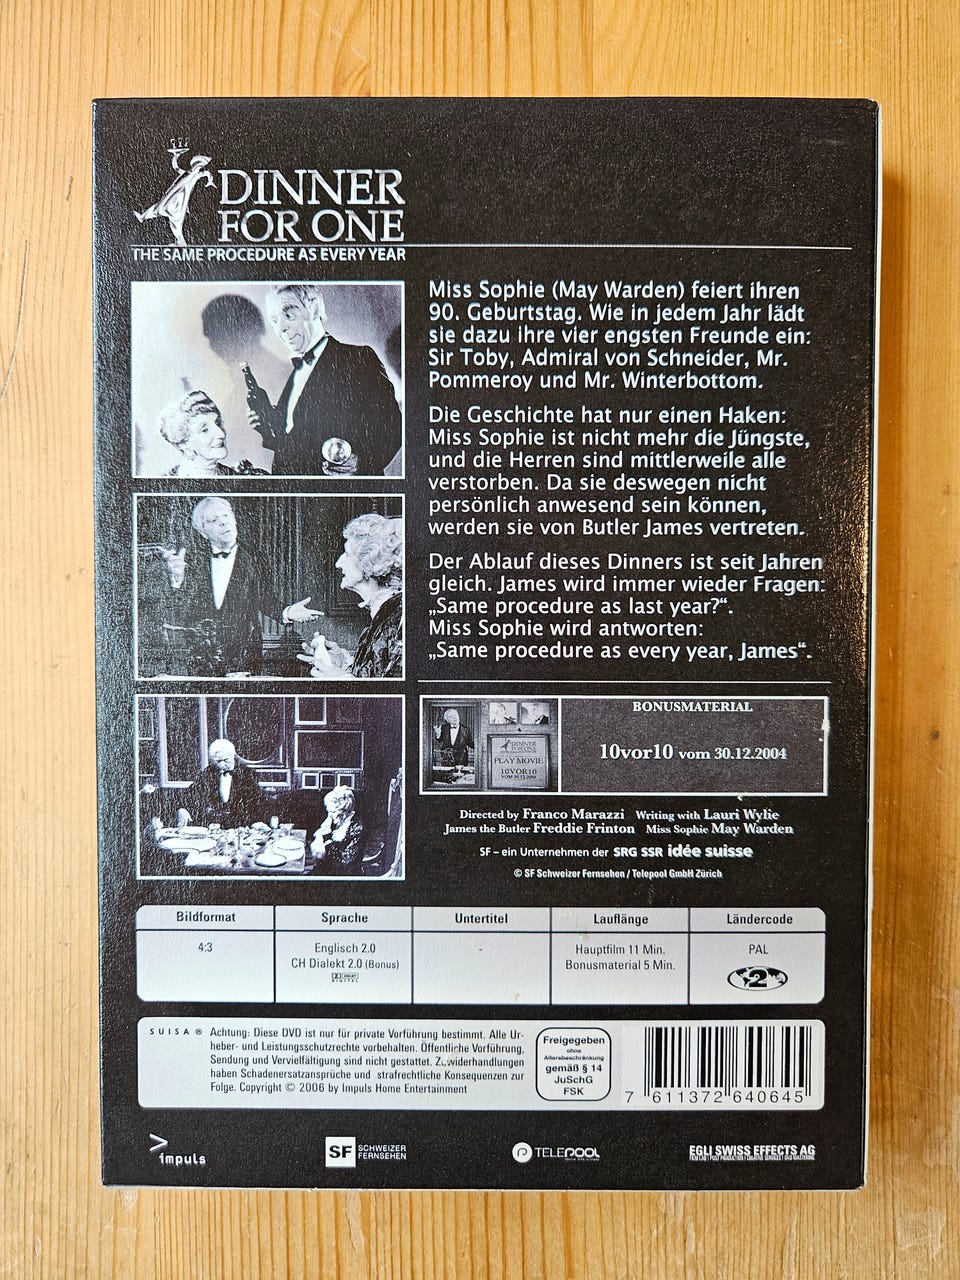 DINNER
FOR ONE
THE SAME PROCEDURE AS EVERY YEAR
Miss Sophie (May Warden) feiert ihren
90. Geburtstag. Wie in jedem Jahr lädt
sie dazu ihre vier engsten Freunde ein:
Sir Toby, Admiral von Schneider, Mr.
Pommeroy und Mr. Winterbottom.
Die Geschichte hat nur einen Haken:
Miss Sophie ist nicht mehr die Jüngste,
und die Herren sind mittlerweile alle
verstorben. Da sie deswegen nicht
persönlich anwesend sein können,
werden sie von Butler James vertreten.
Der Ablauf dieses Dinners ist seit Jahren
gleich. James wird immer wieder Fragen:
„Same procedure as last year?“.
Miss Sophie wird antworten:
„Same procedure as every year, James“.
DINNER
FOR ONE
PLAY MOVIE
10VOR10
VOM 30.12.2004
BONUSMATERIAL
10vor10 vom 30.12.2004
Directed by Franco Marazzi Writing with Lauri Wylie
James the Butler Freddie Frinton Miss Sophie May Warden
SF – ein Unternehmen der SRG SSR idée suisse
© SF Schweizer Fernsehen / Telepool GmbH Zürich
Bildformat Sprache Untertitel Lauflänge Ländercode
4:3 Englisch 2.0 - Hauptfilm 11 Min. PAL
CH Dialekt 2.0 (Bonus) Bonusmaterial 5 Min.
DOLBY
DIGITAL
2
SUISA ® Achtung: Diese DVD ist nur für private Vorführung bestimmt. Alle Ur-
heber- und Leistungsschutzrechte vorbehalten. Öffentliche Vorführung,
Sendung und Vervielfältigung sind nicht gestattet. Zuwiderhandlungen
haben Schadenersatzansprüche und strafrechtliche Konsequenzen zur
Folge. Copyright © 2006 by Impuls Home Entertainment
Freigegeben
ohne
Altersbeschränkung
gemäß § 14
JuSchG
FSK
7 611372 640645
impuls
SF SCHWEIZER
FERNSEHEN
TELEPOOL
EGLI SWISS EFFECTS AG